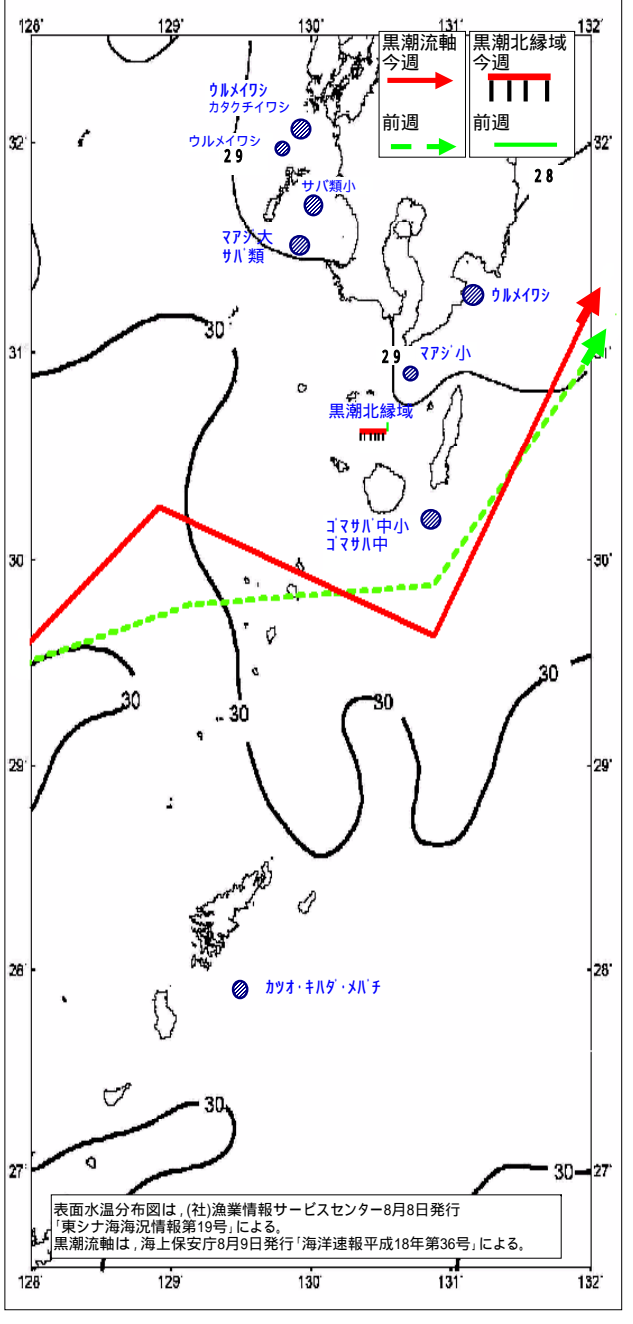 128 129 130 131 132
黒潮流軸 黒潮北縁域
今週 今週
前週 前週
ウルメイワシ
カタクチイワシ
ウルメイワシ
32 32
29
28
サバ類小
マアジ大
サバ類
ウルメイワシ
30
31 31
29
マアジ小
黒潮北縁域
ゴマサバ中小
ゴマサハ中
30 30
30
30
30
30
29 29
28 28
カツオ・キハダ・メバチ
30
27 30 27
表面水温分布図は,(社)漁業情報サービスセンター8月8日発行
「東シナ海海況情報第19号」による。
黒潮流軸は,海上保安庁8月9日発行「海洋速報平成18年第36号」による。
128 129 130 131 132